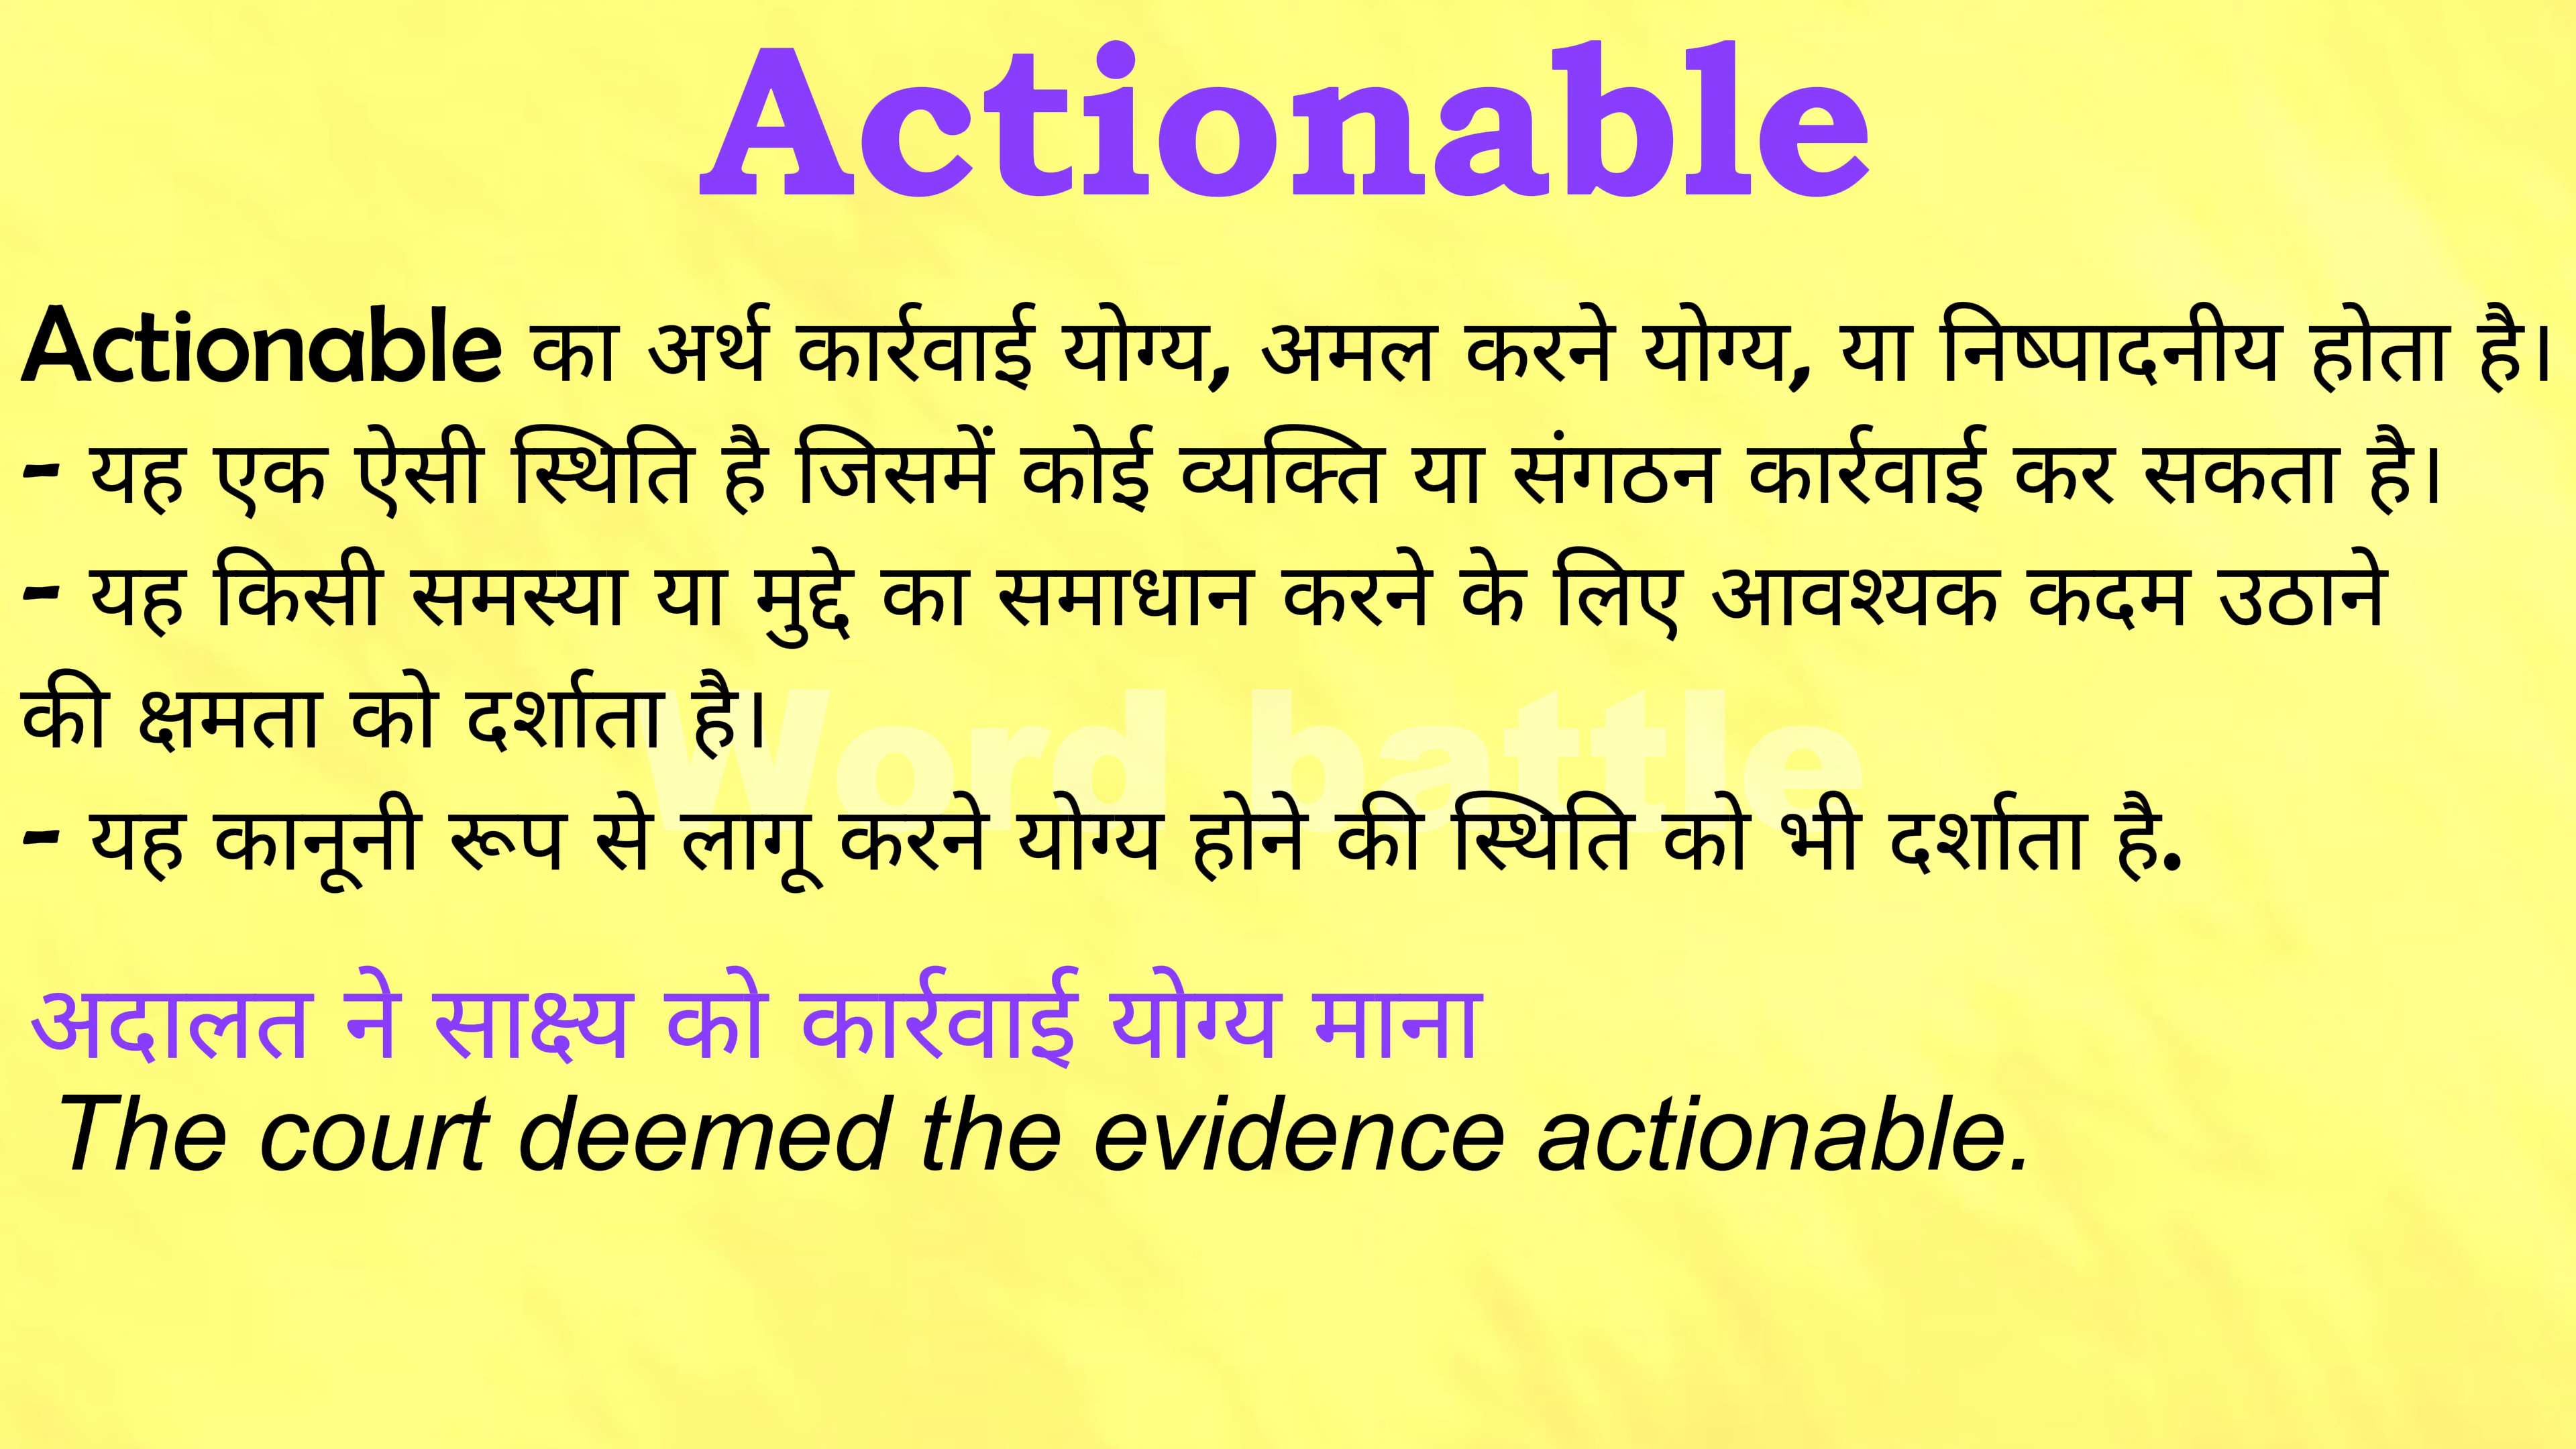 Actionable
Actionable का अर्थ कार्रवाई योग्य, अमल करने योग्य, या निष्पादनीय होता है।
- यह एक ऐसी स्थिति है जिसमें कोई व्यक्ति या संगठन कार्रवाई कर सकता है।
- यह किसी समस्या या मुद्दे का समाधान करने के लिए आवश्यक कदम उठाने
की क्षमता को दर्शाता है।
Word battle
- यह कानूनी रूप से लागू करने योग्य होने की स्थिति को भी दर्शाता है.
अदालत ने साक्ष्य को कार्रवाई योग्य माना
The court deemed the evidence actionable.